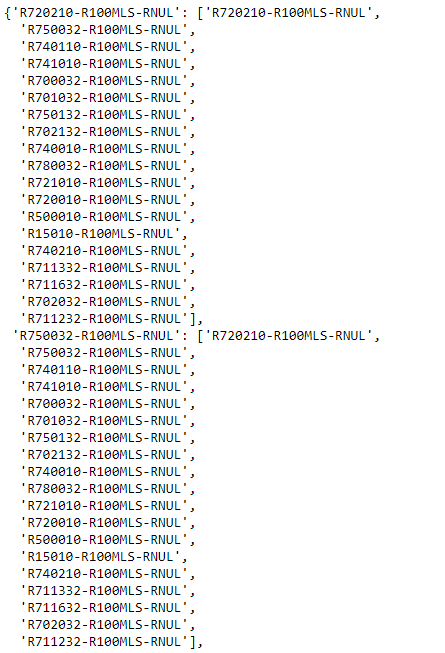 {'R720210-R100MLS-RNUL': ['R720210-R100MLS-RNUL',
'R750032-R100MLS-RNUL',
'R740110-R100MLS-RNUL',
'R741010-R100MLS-RNUL',
'R700032-R100MLS-RNUL',
'R701032-R100MLS-RNUL',
'R750132-R100MLS-RNUL',
'R702132-R100MLS-RNUL',
'R740010-R100MLS-RNUL',
'R780032-R100MLS-RNUL',
'R721010-R100MLS-RNUL',
'R720010-R100MLS-RNUL',
'R500010-R100MLS-RNUL',
'R15010-R100MLS-RNUL',
'R740210-R100MLS-RNUL',
'R711332-R100MLS-RNUL',
'R711632-R100MLS-RNUL',
'R702032-R100MLS-RNUL',
'R711232-R100MLS-RNUL'],
'R750032-R100MLS-RNUL': ['R720210-R100MLS-RNUL',
'R750032-R100MLS-RNUL',
'R740110-R100MLS-RNUL',
'R741010-R100MLS-RNUL',
'R700032-R100MLS-RNUL',
'R701032-R100MLS-RNUL',
'R750132-R100MLS-RNUL',
'R702132-R100MLS-RNUL',
'R740010-R100MLS-RNUL',
'R780032-R100MLS-RNUL',
'R721010-R100MLS-RNUL',
'R720010-R100MLS-RNUL',
'R500010-R100MLS-RNUL',
'R15010-R100MLS-RNUL',
'R740210-R100MLS-RNUL',
'R711332-R100MLS-RNUL',
'R711632-R100MLS-RNUL',
'R702032-R100MLS-RNUL',
'R711232-R100MLS-RNUL'],